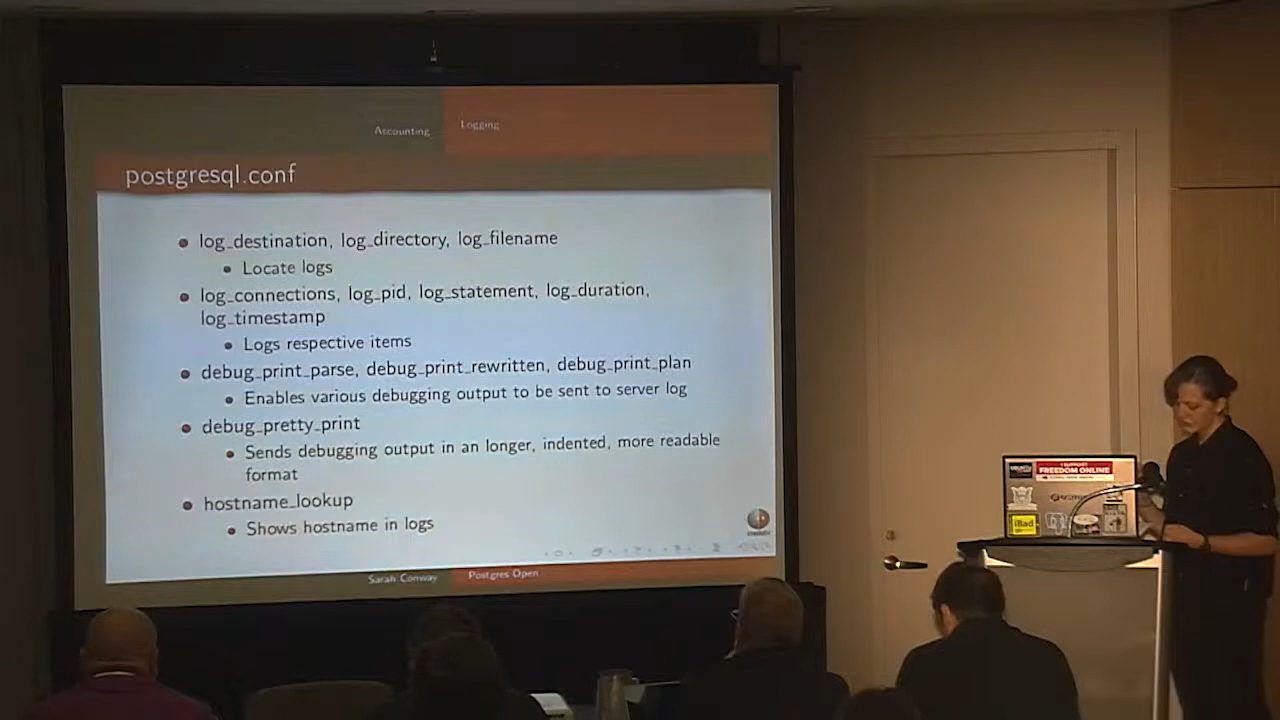 Accounting
Logging
postgresql.conf
log_destination, log_directory, log_filename
Locate logs
log_connections, log_pid, log_statement, log_duration,
log_timestamp
Logs respective items
debug_print_parse, debug_print_rewritten, debug_print_plan
Enables various debugging output to be sent to server log
debug_pretty_print
Sends debugging output in an longer, indented, more readable
format
hostname_lookup
Shows hostname in logs
Sarah Conway
Postgres Open
I SUPPORT
FREEDOM ONLINE
iBad